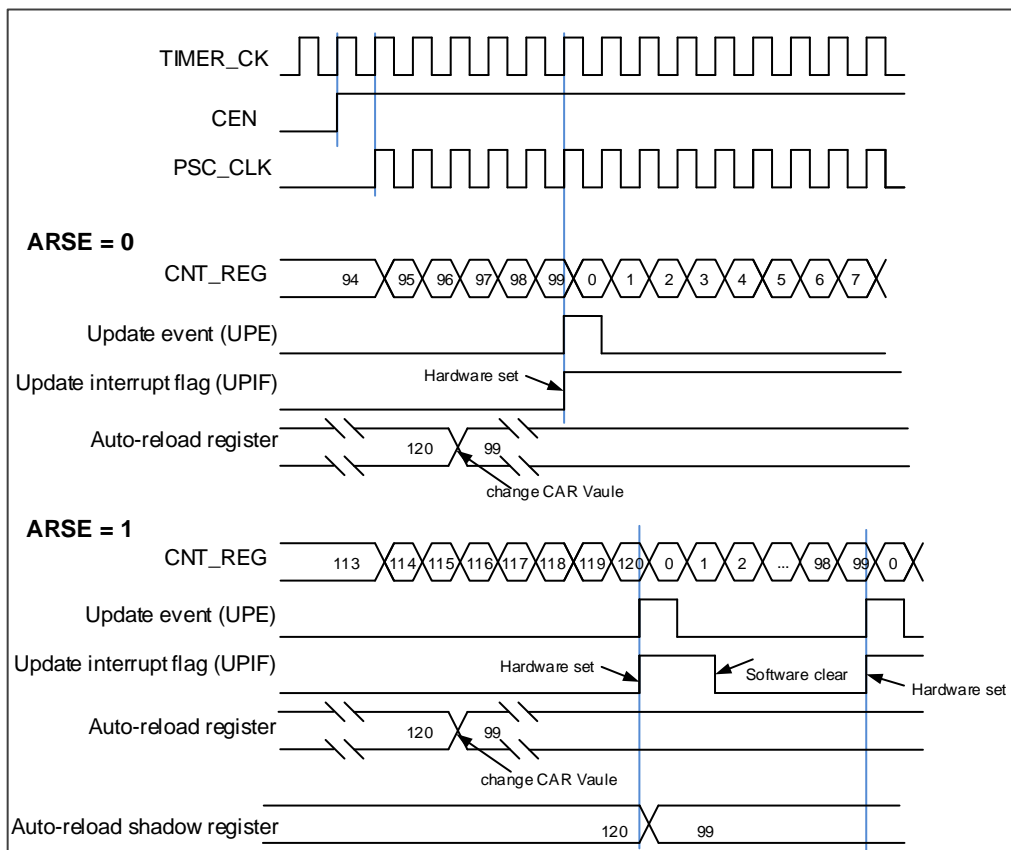 TIMER_CK
CEN
PSC_CLK
ARSE = 0
CNT_REG 94 95 96 97 98 99 0 1 2 3 4 5 6 7
Update event (UPE)
Hardware set
Update interrupt flag (UPIF)
Auto-reload register 120 99
change CAR Vaule
ARSE = 1
CNT_REG 113 114 115 116 117 118 119 120 0 1 2 ... 98 99 0
Update event (UPE)
Update interrupt flag (UPIF) Hardware set Software clear
Hardware set
Auto-reload register 120 99
change CAR Vaule
Auto-reload shadow register 120 99